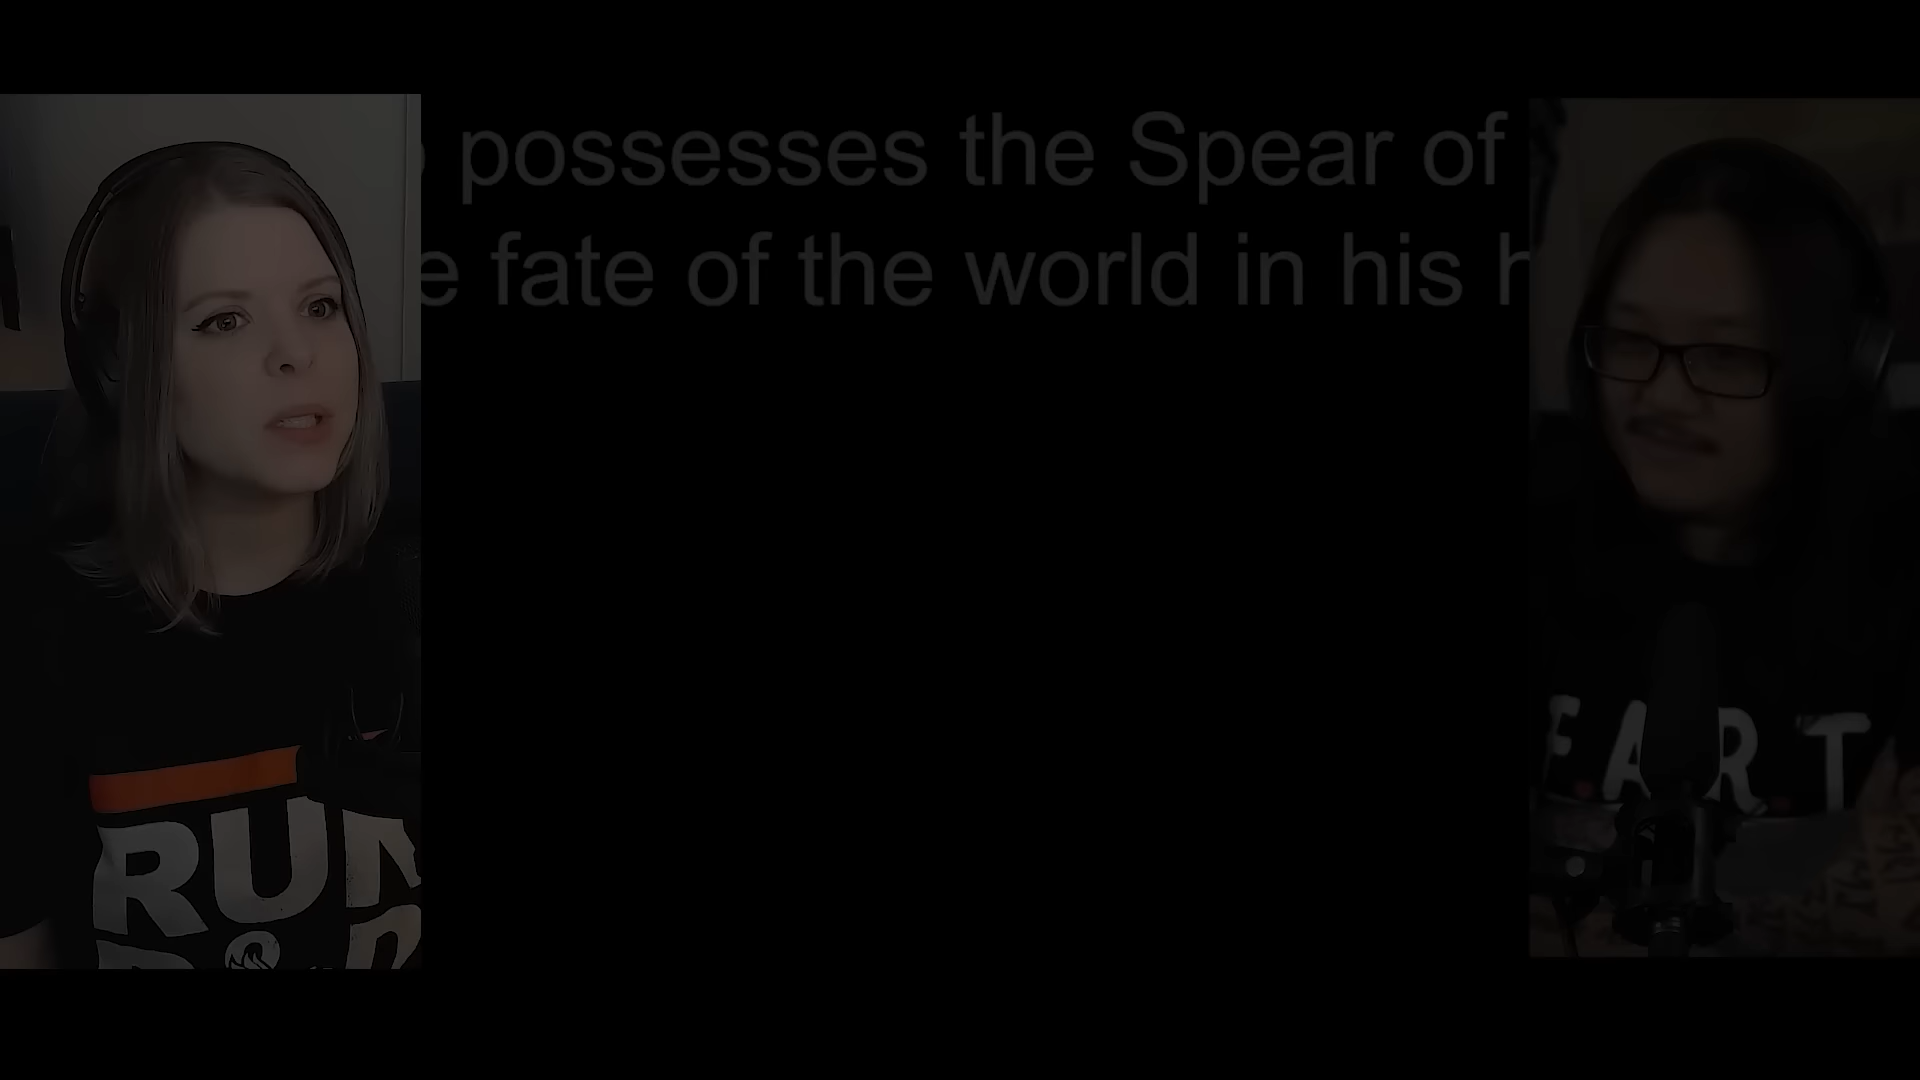 possesses the Spear of
e fate of the world in his h
RUN
F.A.R.T